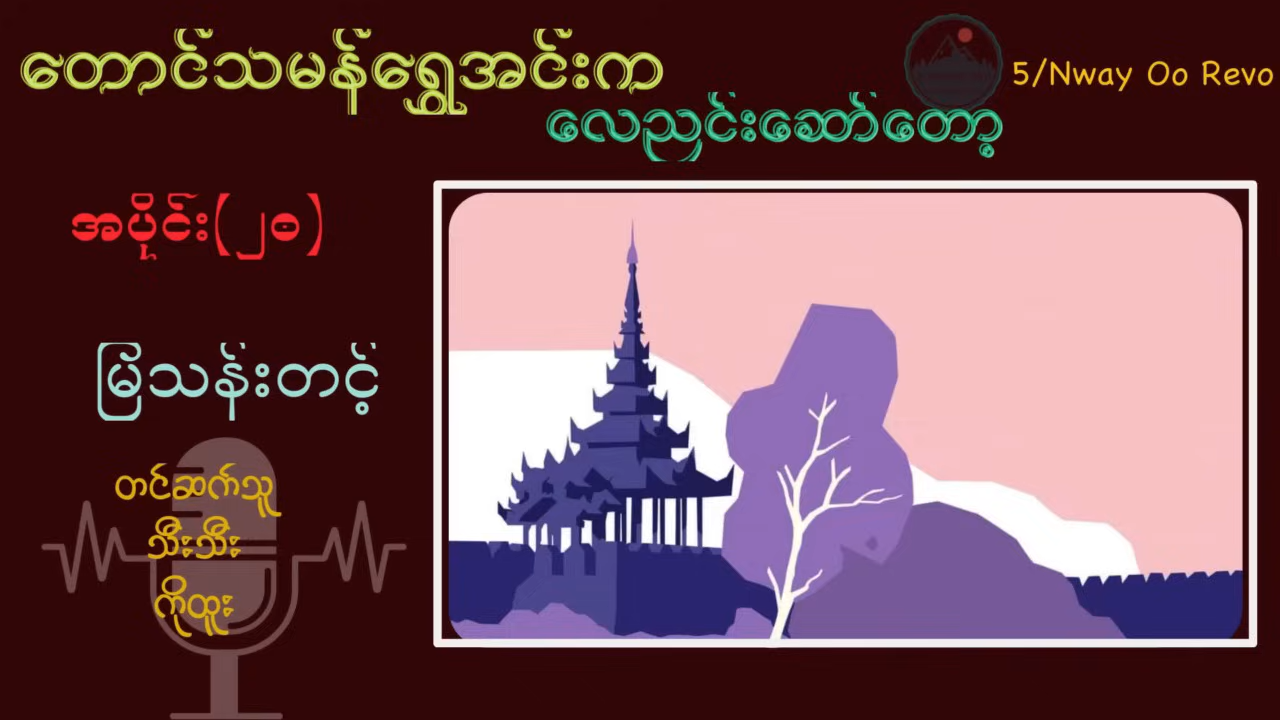 တောင်သမန်ရွှေအင်းက
5/Nway Oo Revo
လေညင်းဆော်တော့
အပိုင်း(၂၈)
မြသန်းတင့်
တင်ဆက်သူ
သီးသီး
ကိုထူး